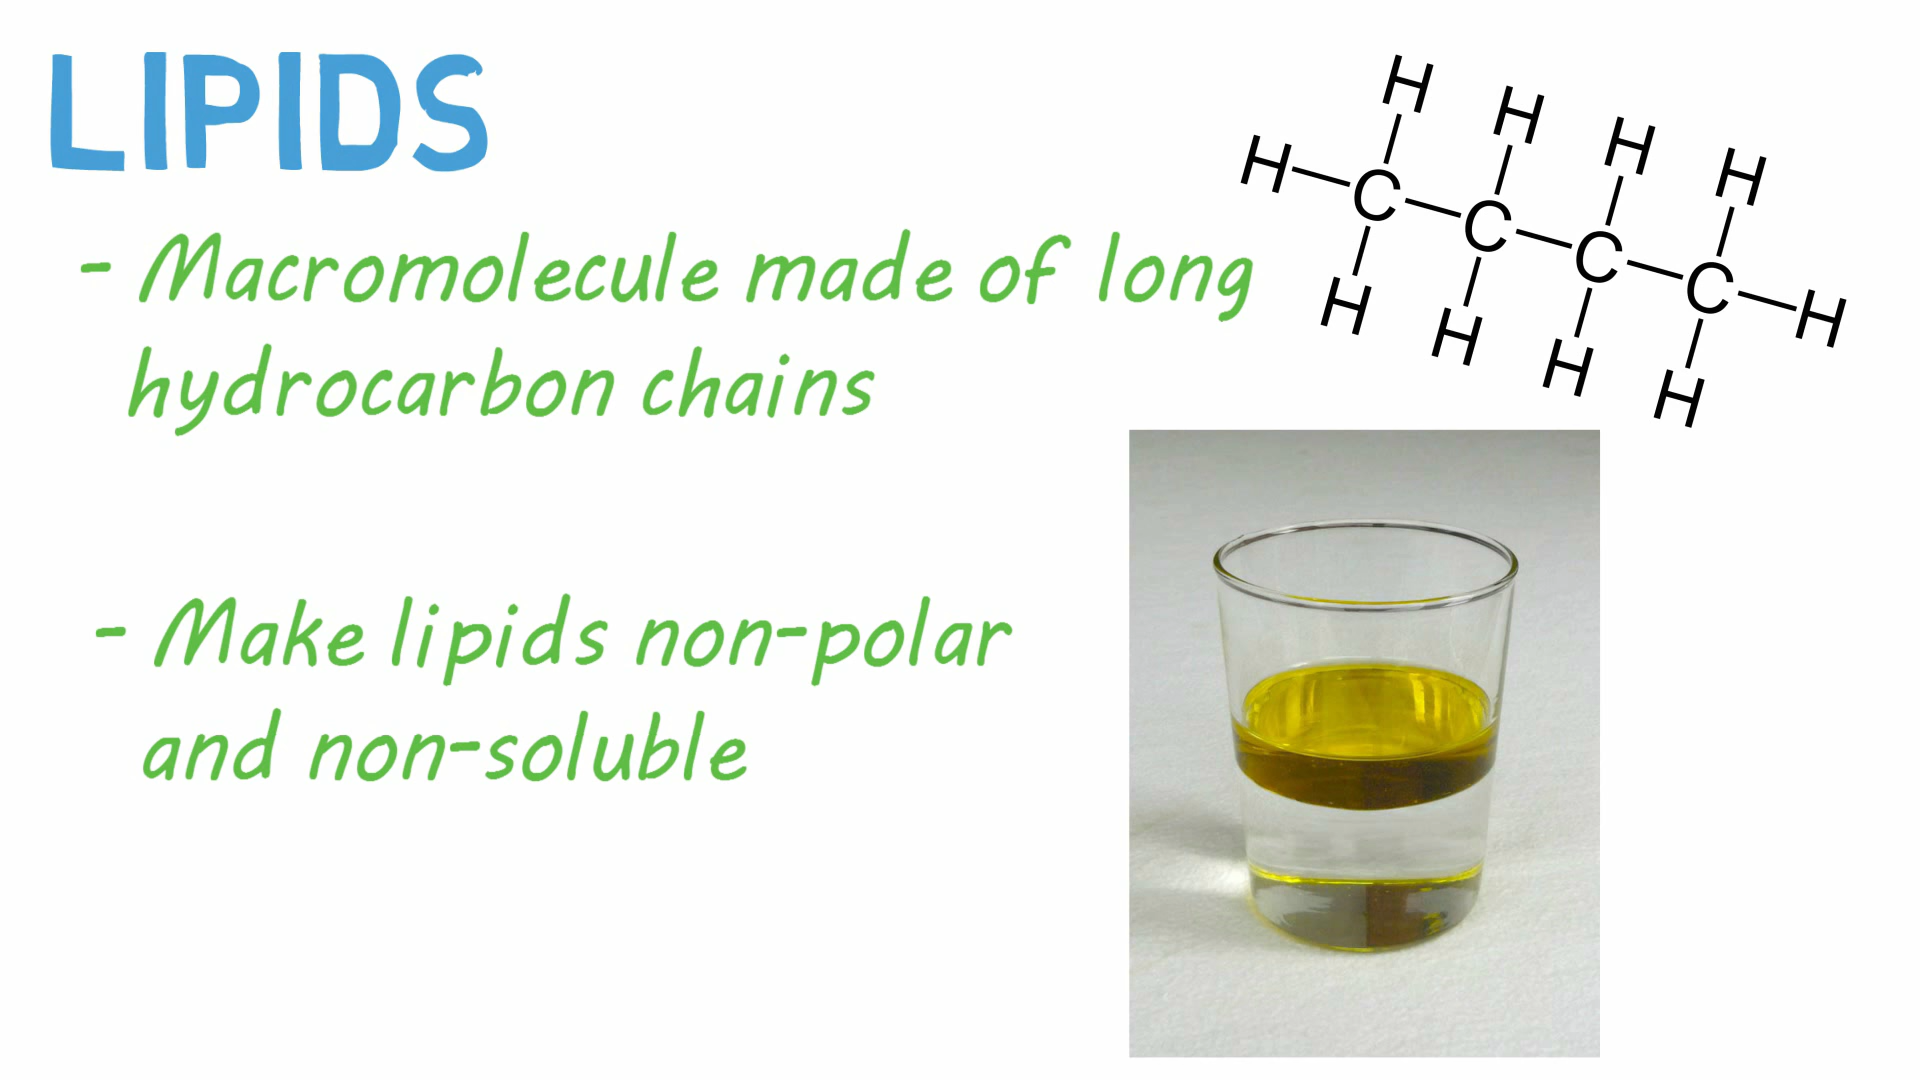 LIPIDS
- Macromolecule made of long
hydrocarbon chains
- Make lipids non-polar
and non-soluble
H H H H
H C C C C H
H H H H